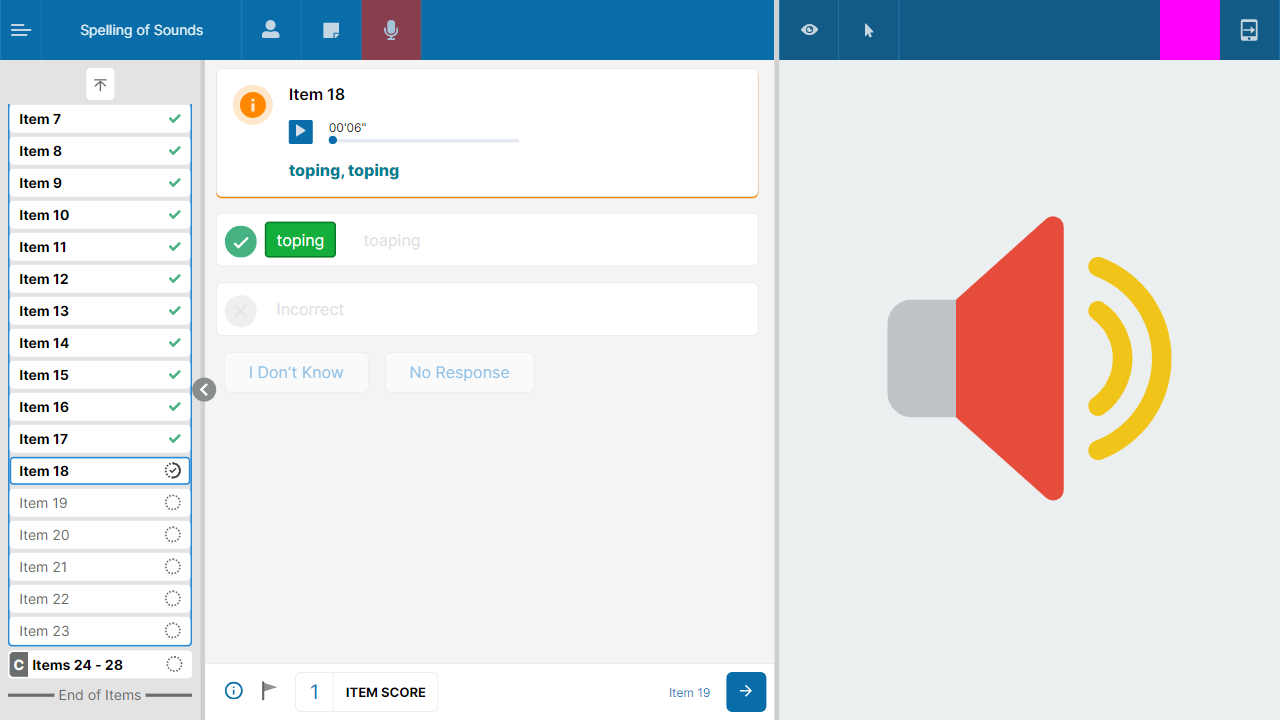 Spelling of Sounds
Item 7
Item 8
Item 9
Item 10
Item 11
Item 12
Item 13
Item 14
Item 15
Item 16
Item 17
Item 18
Item 19
Item 20
Item 21
Item 22
Item 23
C Items 24 - 28
End of Items
Item 18
00'06"
toping, toping
toping toaping
Incorrect
I Don’t Know No Response
1 ITEM SCORE
Item 19